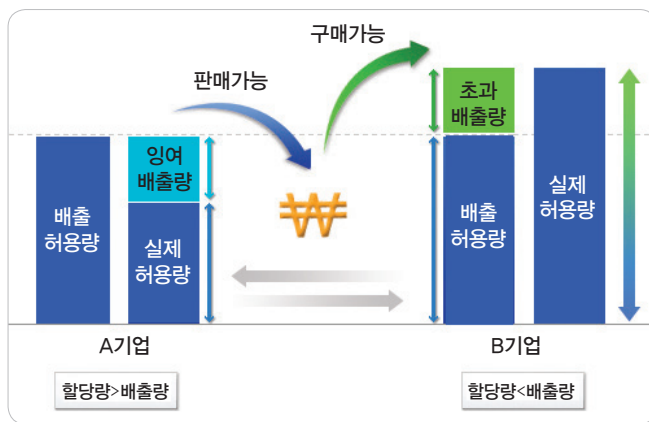 구매가능
판매가능
초과
배출량
잉여
배출량
배출
허용량
실제
허용량
₩
배출
허용량
실제
허용량
A기업
B기업
할당량>배출량
할당량<배출량